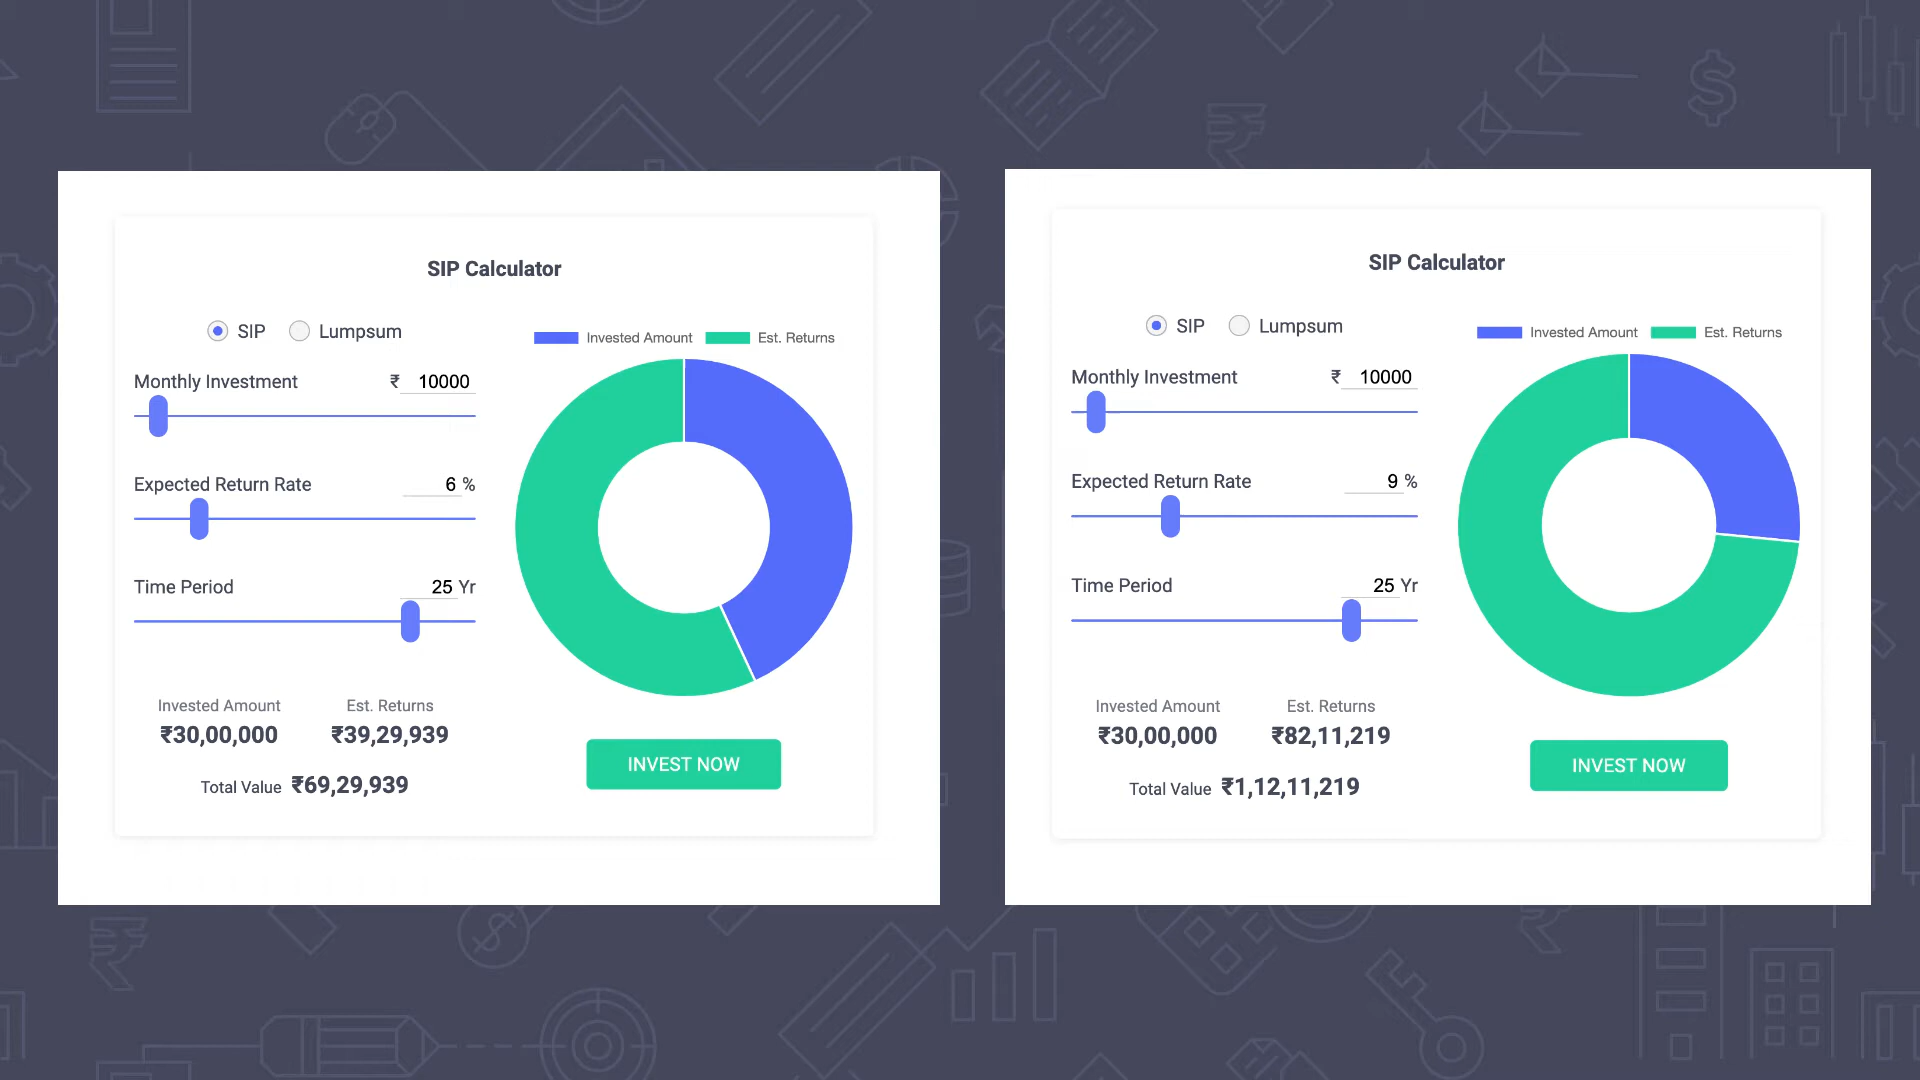 SIP Calculator
SIP Lumpsum
Invested Amount Est. Returns
Monthly Investment ₹ 10000
Expected Return Rate 6 %
Time Period 25 Yr
Invested Amount Est. Returns
₹30,00,000 ₹39,29,939
Total Value ₹69,29,939
INVEST NOW
SIP Calculator
SIP Lumpsum
Invested Amount Est. Returns
Monthly Investment ₹ 10000
Expected Return Rate 9 %
Time Period 25 Yr
Invested Amount Est. Returns
₹30,00,000 ₹82,11,219
Total Value ₹1,12,11,219
INVEST NOW